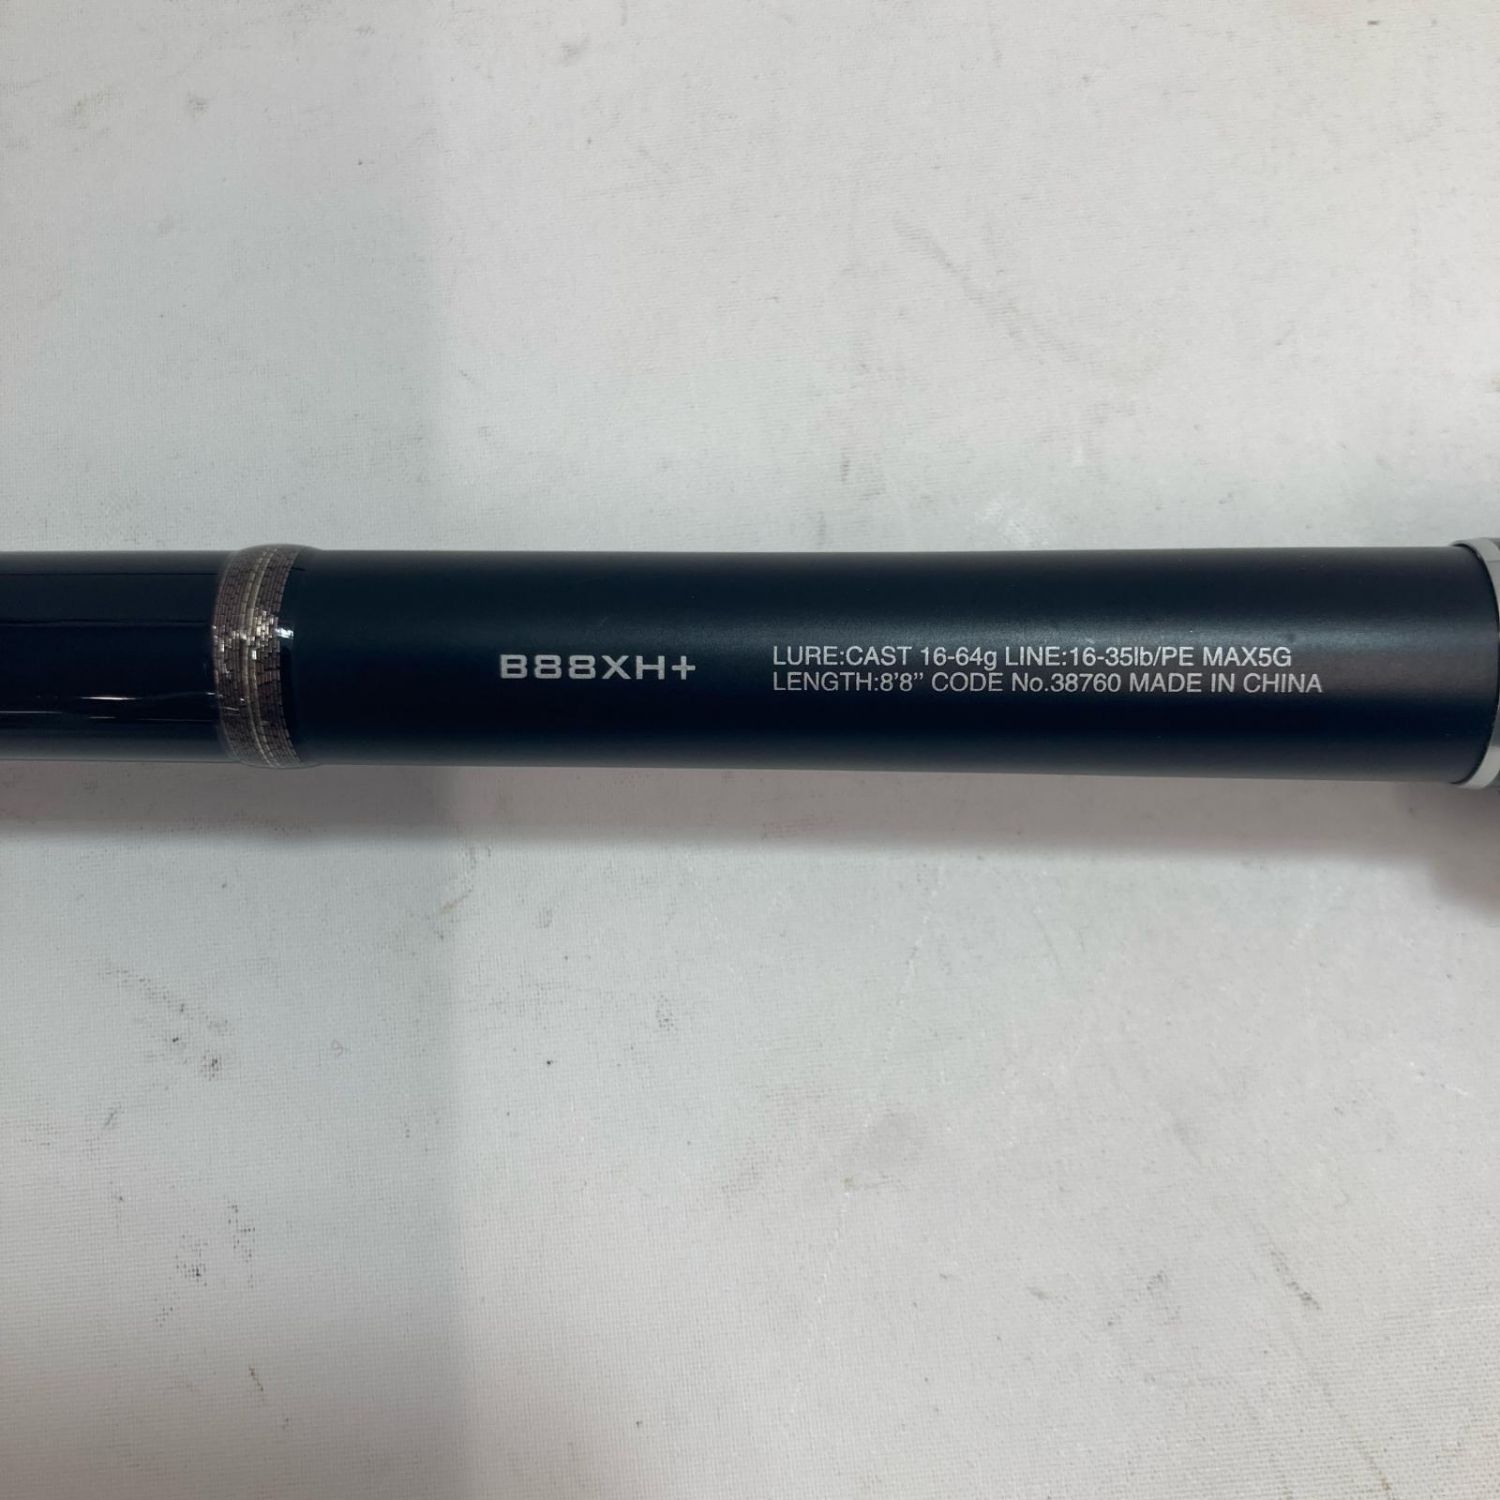 B88XH+
LURE:CAST 16-64g LINE:16-35lb/PE MAX5G
LENGTH:8'8" CODE No.38760 MADE IN CHINA